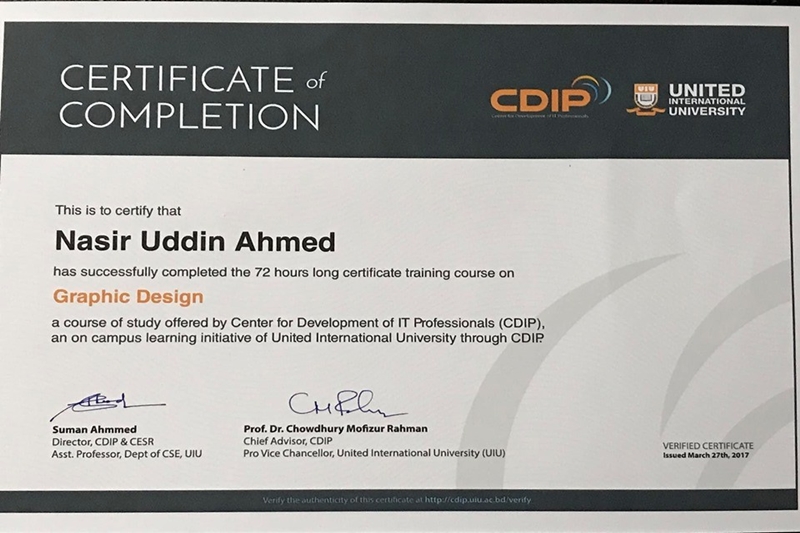 CERTIFICATE of
COMPLETION
CDIP
Center for Development of IT Professionals
UIU
UNITED
INTERNATIONAL
UNIVERSITY
This is to certify that
Nasir Uddin Ahmed
has successfully completed the 72 hours long certificate training course on
Graphic Design
a course of study offered by Center for Development of IT Professionals (CDIP),
an on campus learning initiative of United International University through CDIP
Suman Ahmmed
Director, CDIP & CESR
Asst. Professor, Dept of CSE, UIU
Prof. Dr. Chowdhury Mofizur Rahman
Chief Advisor, CDIP
Pro Vice Chancellor, United International University (UIU)
VERIFIED CERTIFICATE
Issued March 27th, 2017
Verify the authenticity of this certificate at http://cdip.uiu.ac.bd/verify